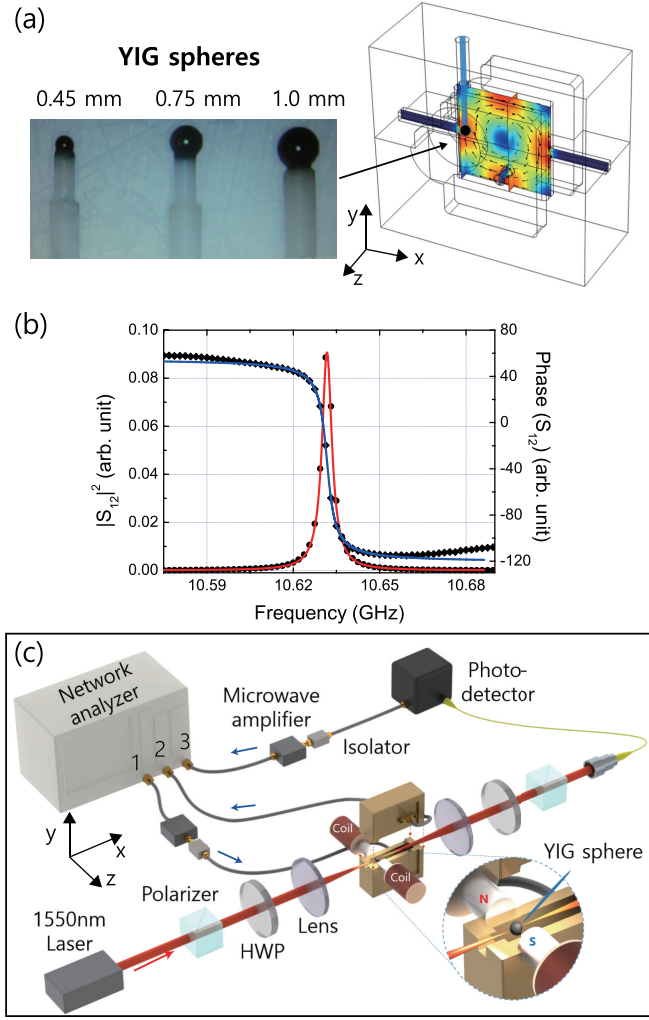 (a)
YIG spheres
0.45 mm 0.75 mm 1.0 mm
y
x
z
(b)
|S12|² (arb. unit)
0.10
0.08
0.06
0.04
0.02
0.00
10.59 10.62 10.65 10.68
Frequency (GHz)
80
40
0
-40
-80
-120
Phase (S12) (arb. unit)
(c)
Network
analyzer
1 2 3
Microwave
amplifier
Isolator
Photo-
detector
y
x
z
Coil
Coil
YIG sphere
N
S
Polarizer
Lens
HWP
1550nm
Laser